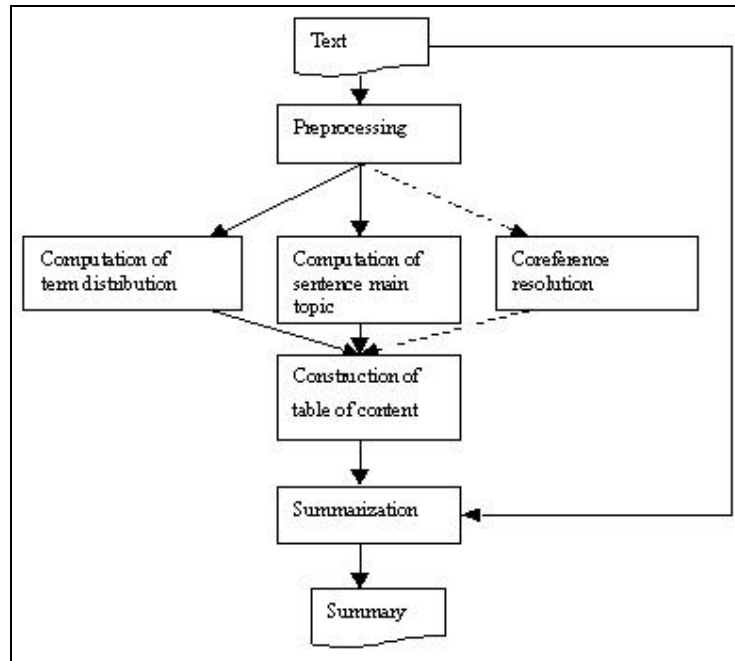 Text
Preprocessing
Computation of
term distribution
Computation of
sentence main
topic
Coreference
resolution
Construction of
table of content
Summarization
Summary